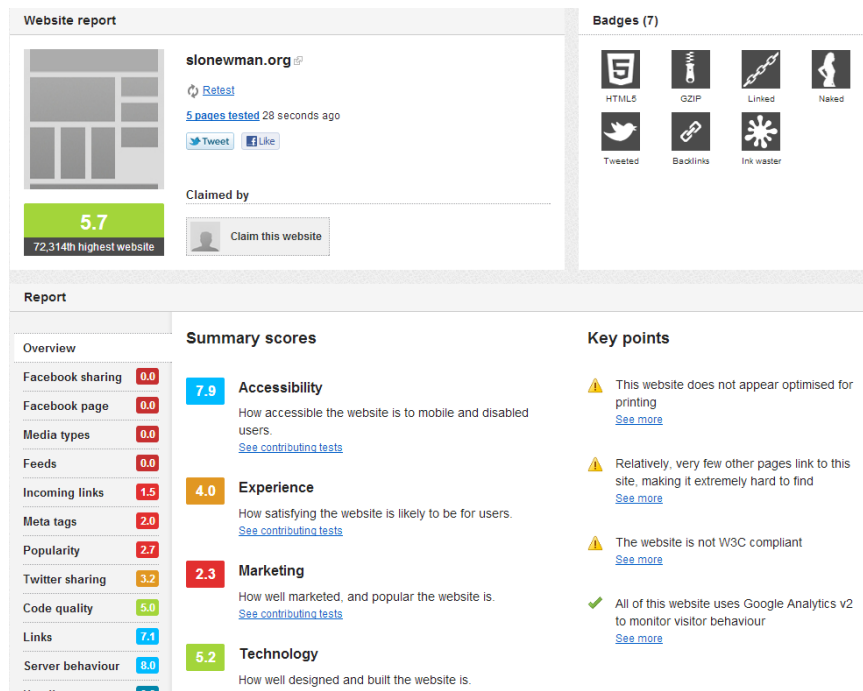 Website report
slonewman.org
Retest
5 pages tested 28 seconds ago
Tweet
Like
Claimed by
Claim this website
5.7
72,314th highest website
Badges (7)
HTML5
GZIP
Linked
Naked
Tweeted
Backlinks
Ink waster
Report
Overview
Facebook sharing 0.0
Facebook page 0.0
Media types 0.0
Feeds 0.0
Incoming links 1.5
Meta tags 2.0
Popularity 2.7
Twitter sharing 3.2
Code quality 5.0
Links 7.1
Server behaviour 8.0
Summary scores
7.9 Accessibility
How accessible the website is to mobile and disabled
users.
See contributing tests
4.0 Experience
How satisfying the website is likely to be for users.
See contributing tests
2.3 Marketing
How well marketed, and popular the website is.
See contributing tests
5.2 Technology
How well designed and built the website is.
Key points
This website does not appear optimised for
printing
See more
Relatively, very few other pages link to this
site, making it extremely hard to find
See more
The website is not W3C compliant
See more
All of this website uses Google Analytics v2
to monitor visitor behaviour
See more